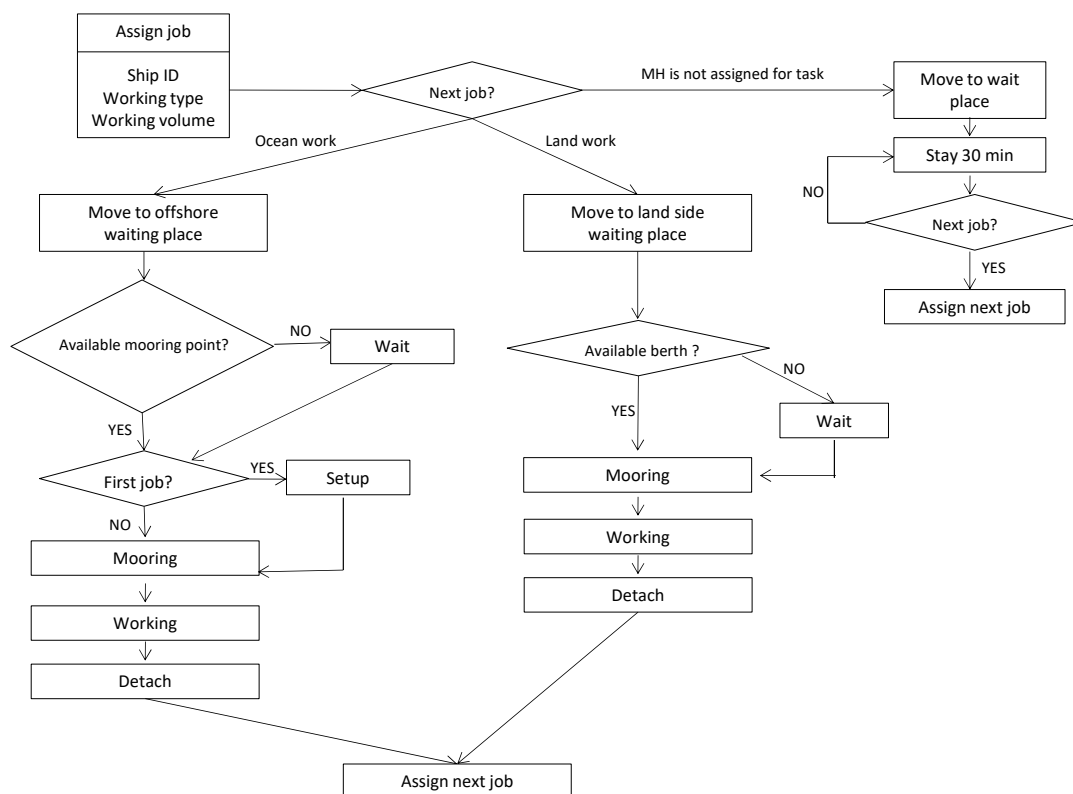 Assign job
Ship ID
Working type
Working volume
Next job?
MH is not assigned for task
Move to wait
place
Ocean work
Land work
Stay 30 min
NO
Next job?
YES
Assign next job
Move to offshore
waiting place
Move to land side
waiting place
Available mooring point?
NO
Wait
YES
Available berth ?
NO
YES
Wait
First job?
YES
Setup
NO
Mooring
Working
Detach
Mooring
Working
Detach
Assign next job